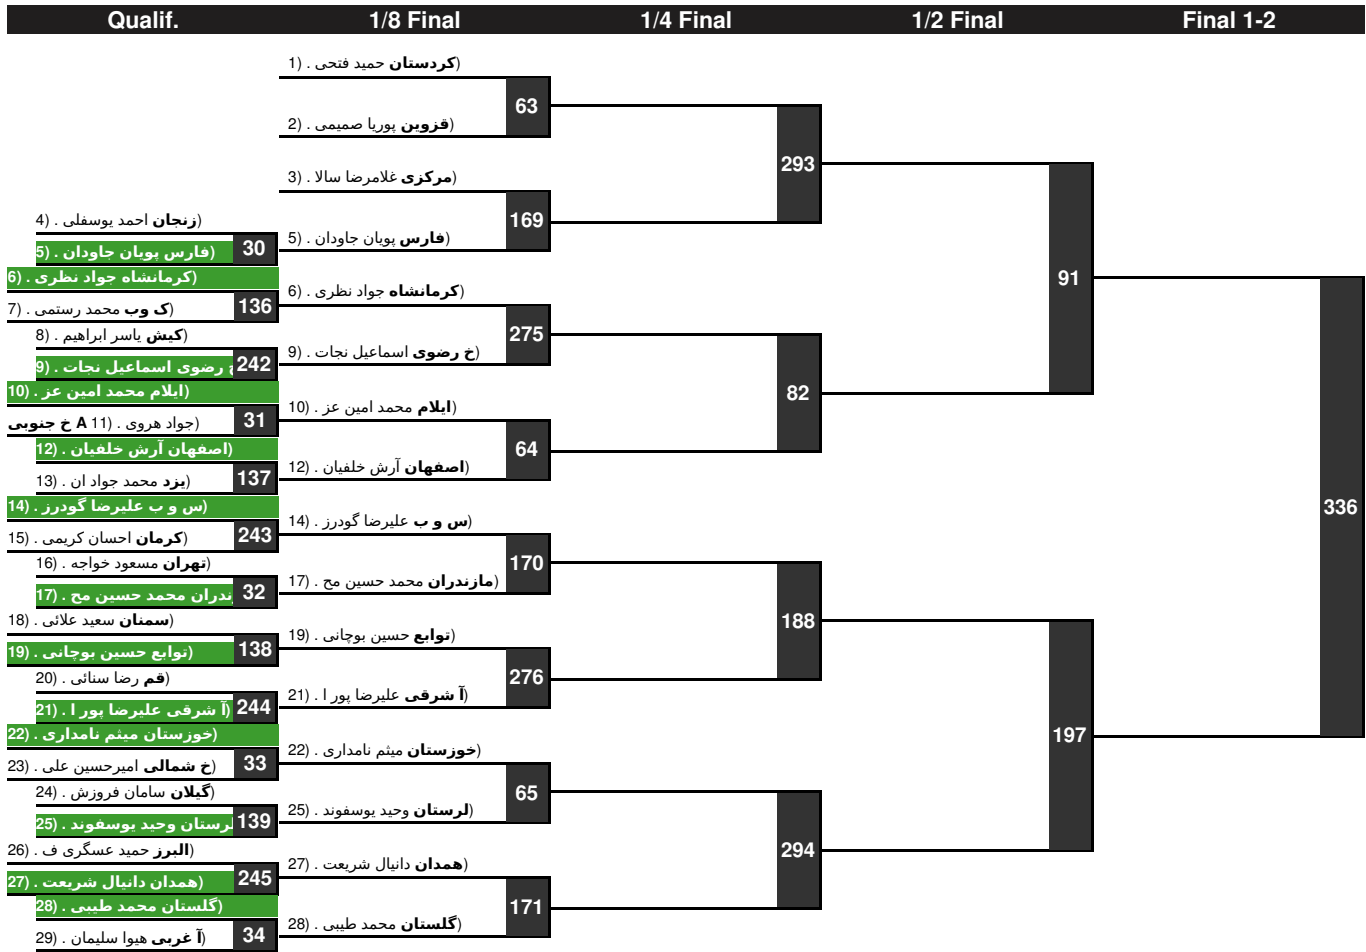 Qualif. 1/8 Final 1/4 Final 1/2 Final Final 1-2
1) . حمید فتحی کردستان)
63
2) . پوریا صمیمی قزوین)
293
3) . غلامرضا سالا مرکزی)
169
4) . احمد یوسفلی زنجان)
30
5) . پویان جاودان فارس)
5) . پویان جاودان فارس)
91
6) . جواد نظری کرمانشاه)
136
7) . محمد رستمی ک وب)
6) . جواد نظری کرمانشاه)
275
8) . یاسر ابراهیم کیش)
242
9) . اسماعیل نجات رضوی
9) . اسماعیل نجات خ رضوی)
82
10) . محمد امین عز ایلام)
31
خ جنوبی A 11) . جواد هروی)
10) . محمد امین عز ایلام)
64
12) . آرش خلفیان اصفهان)
137
13) . محمد جواد ان یزد)
12) . آرش خلفیان اصفهان)
336
14) . علیرضا گودرز س و ب)
243
15) . احسان کریمی کرمان)
14) . علیرضا گودرز س و ب)
170
16) . مسعود خواجه تهران)
32
17) . محمد حسین مح ندران
17) . محمد حسین مح مازندران)
188
18) . سعید علائی سمنان)
138
19) . حسین بوچانی توابع)
19) . حسین بوچانی توابع)
276
20) . رضا سنائی قم)
244
21) . علیرضا پور ا آ شرقی)
21) . علیرضا پور ا آ شرقی)
197
22) . میثم نامداری خوزستان)
33
23) . امیرحسین علی خ شمالی)
22) . میثم نامداری خوزستان)
65
24) . سامان فروزش گیلان)
139
25) . وحید یوسفوند لرستان
25) . وحید یوسفوند لرستان)
294
26) . حمید عسگری ف البرز)
245
27) . دانیال شریعت همدان)
27) . دانیال شریعت همدان)
171
28) . محمد طیبی گلستان)
34
29) . هیوا سلیمان آ غربی)
28) . محمد طیبی گلستان)